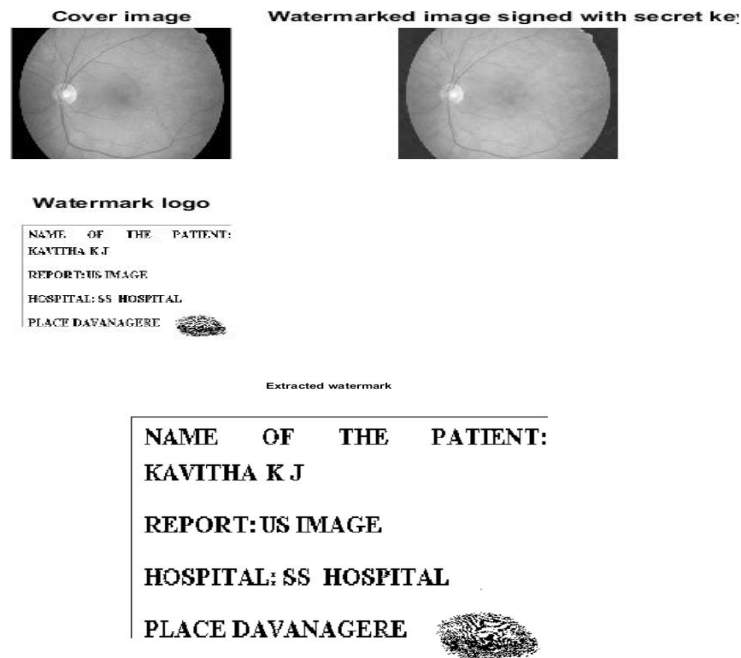 Cover image
Watermarked image signed with secret key
Watermark logo
NAME OF THE PATIENT:
KAVITHA K J
REPORT: US IMAGE
HOSPITAL: SS HOSPITAL
PLACE DAVANAGERE
Extracted watermark
NAME OF THE PATIENT:
KAVITHA K J
REPORT: US IMAGE
HOSPITAL: SS HOSPITAL
PLACE DAVANAGERE